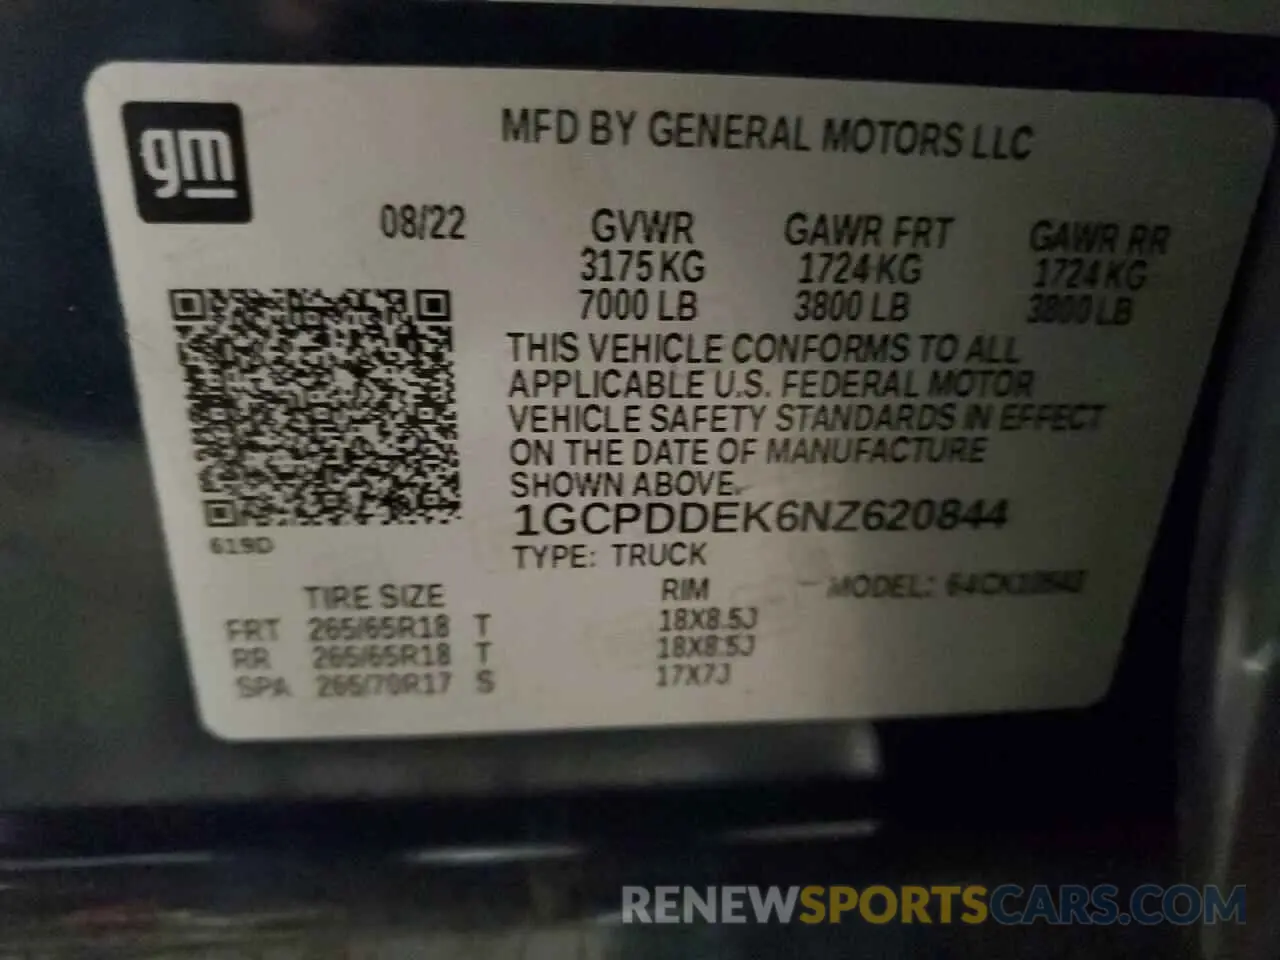 gm
MFD BY GENERAL MOTORS LLC
08/22 GVWR GAWR FRT GAWR RR
3175 KG 1724 KG 1724 KG
7000 LB 3800 LB 3800 LB
THIS VEHICLE CONFORMS TO ALL
APPLICABLE U.S. FEDERAL MOTOR
VEHICLE SAFETY STANDARDS IN EFFECT
ON THE DATE OF MANUFACTURE
SHOWN ABOVE.
1GCPDDEK6NZ620844
619D
TYPE: TRUCK
TIRE SIZE RIM MODEL:
FRT 265/65R18 T 18X8.5J
RR 265/65R18 T 18X8.5J
SPA 265/70R17 S 17X7J
RENEWSPORTSCARS.COM